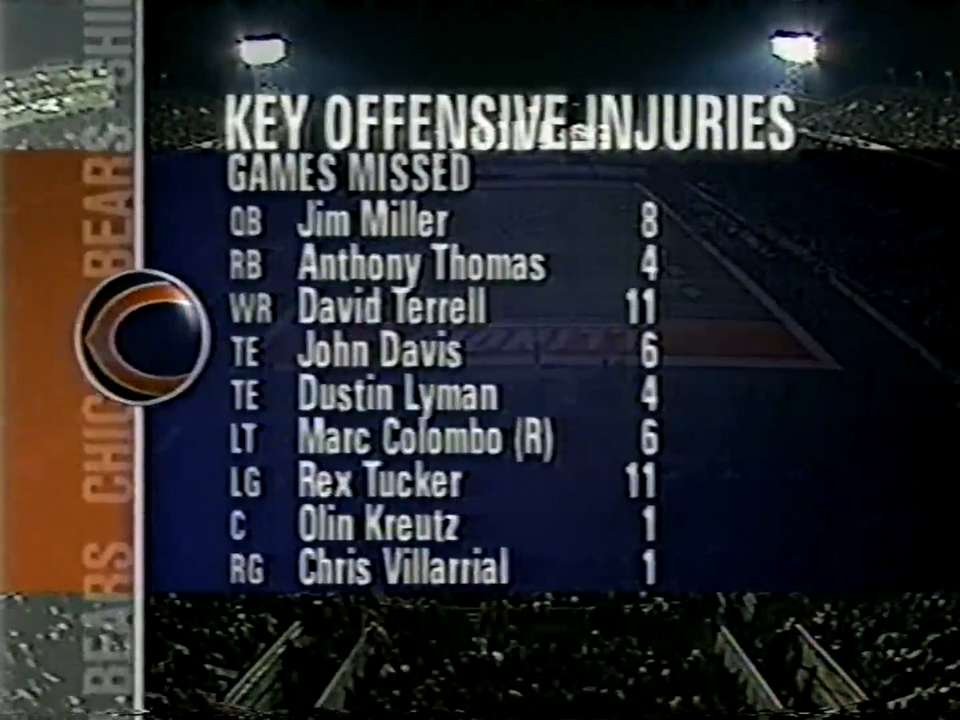 KEY OFFENSIVE INJURIES
GAMES MISSED
QB Jim Miller 8
RB Anthony Thomas 4
WR David Terrell 11
TE John Davis 6
TE Dustin Lyman 4
LT Marc Colombo (R) 6
LG Rex Tucker 11
C Olin Kreutz 1
RG Chris Villarrial 1
BEARS CHIC BEARS CHI